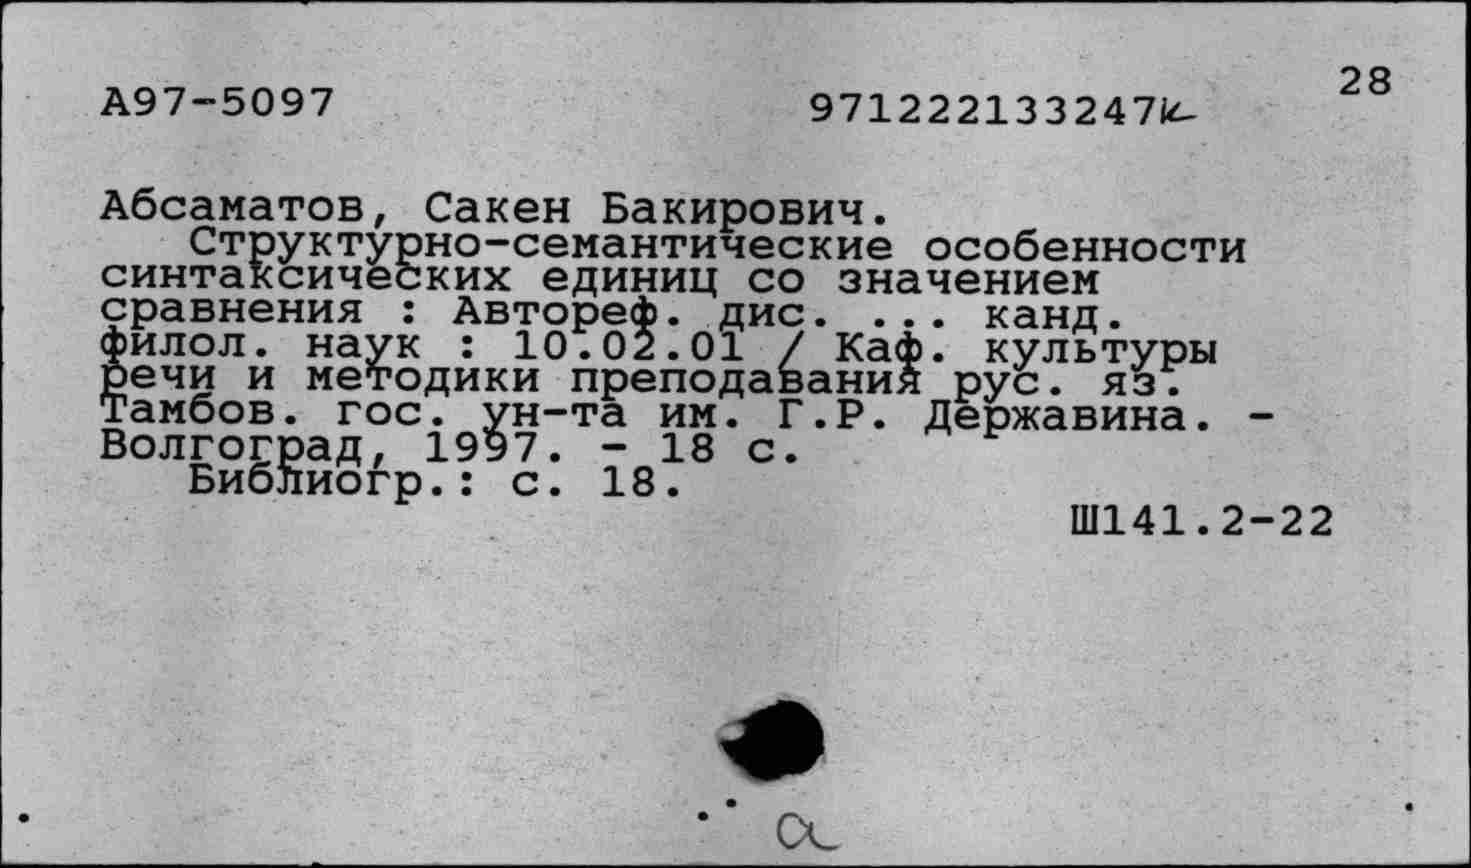 28
А97-5097 971222133247к
Абсаматов, Сакен Бакирович.
Структурно-семантические особенности
синтаксических единиц со значением
сравнения : Автореф. дис. ... канд.
филол. наук : 10.02.01 / Каф. культуры
речи и методики преподавания рус. яз.
Тамбов. гос. ун-та им. Г.Р. Державина. -
Волгоград, 1997. - 18 с.
Библиогр.: с. 18.
Ш141.2-22